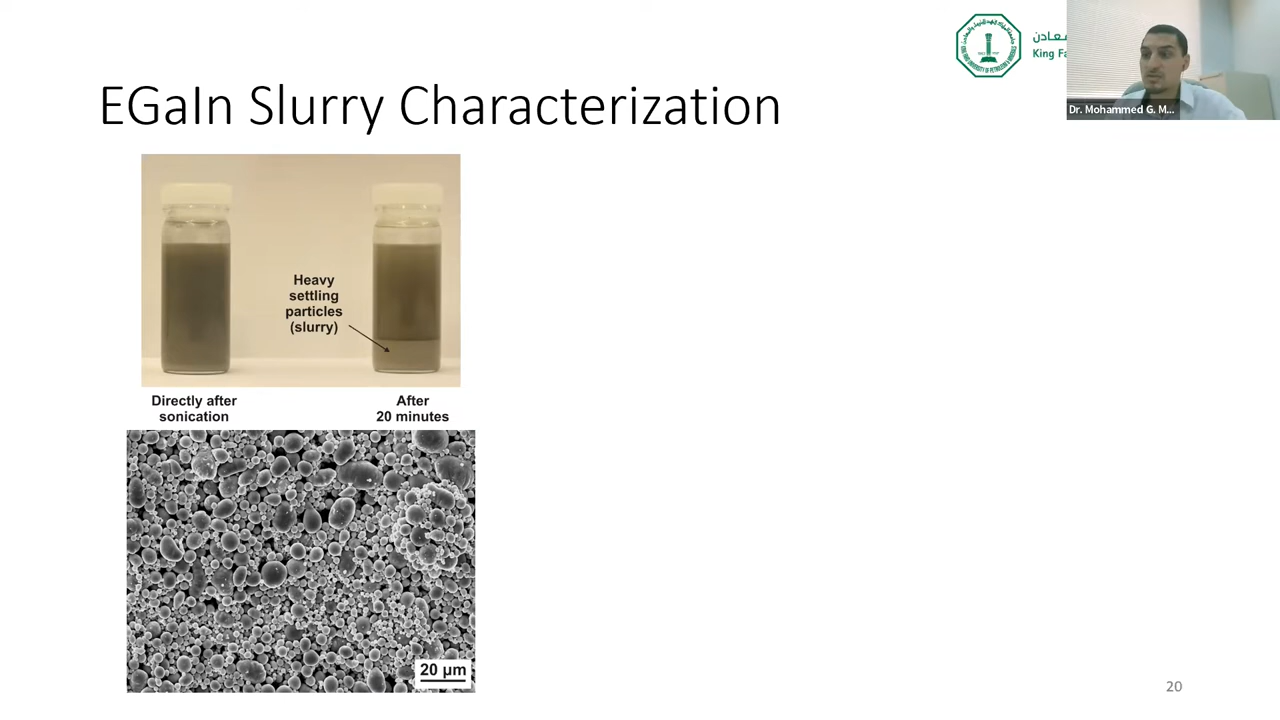 عـادن
King Fa
Dr. Mohammed G. M...
EGaIn Slurry Characterization
Heavy
settling
particles
(slurry)
Directly after
sonication
After
20 minutes
20 µm
20